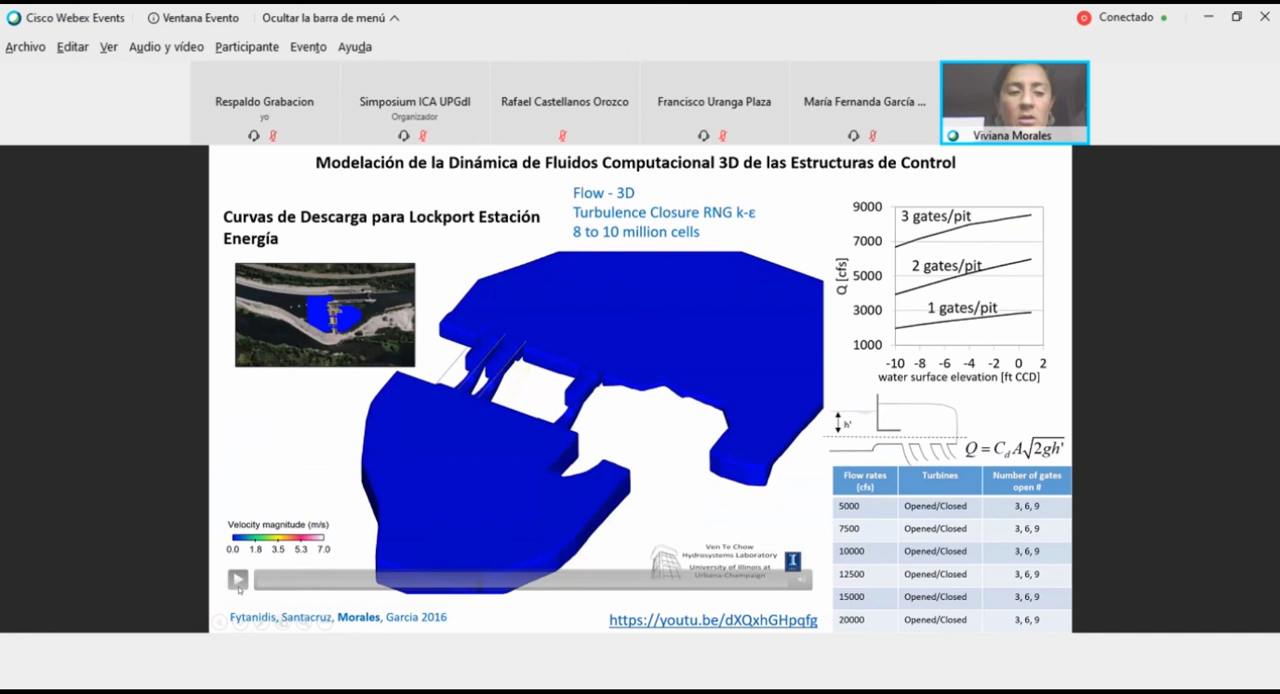 Cisco Webex Events
Ventana Evento
Ocultar la barra de menú
Conectado
Archivo Editar Ver Audio y vídeo Participante Evento Ayuda
Respaldo Grabacion
yo
Simposium ICA UPGdl
Organizador
Rafael Castellanos Orozco
Francisco Uranga Plaza
María Fernanda García ...
Viviana Morales
Modelación de la Dinámica de Fluidos Computacional 3D de las Estructuras de Control
Curvas de Descarga para Lockport Estación
Energía
Flow - 3D
Turbulence Closure RNG k-ε
8 to 10 million cells
9000
7000
5000
3000
1000
Q [cfs]
3 gates/pit
2 gates/pit
1 gates/pit
-10 -8 -6 -4 -2 0 2
water surface elevation [ft CCD]
h'
Q = C_d A√2gh'
Flow rates (cfs) Turbines Number of gates open #
5000 Opened/Closed 3, 6, 9
7500 Opened/Closed 3, 6, 9
10000 Opened/Closed 3, 6, 9
12500 Opened/Closed 3, 6, 9
15000 Opened/Closed 3, 6, 9
20000 Opened/Closed 3, 6, 9
Velocity magnitude (m/s)
0.0 1.8 3.5 5.3 7.0
Ven Te Chow
Hydrosystems Laboratory
University of Illinois at
Urbana-Champaign
I
Fytanidis, Santacruz, Morales, Garcia 2016
https://youtu.be/dXQxhGHpqfg